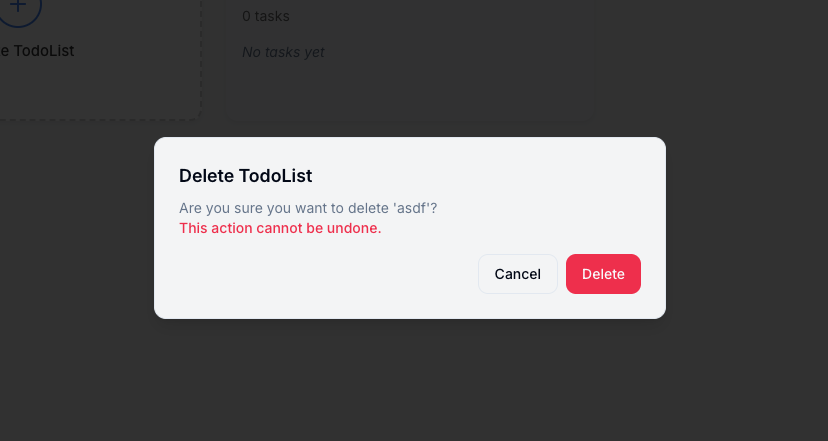 0 tasks
TodoList
No tasks yet
Delete TodoList
Are you sure you want to delete 'asdf'?
This action cannot be undone.
Cancel
Delete